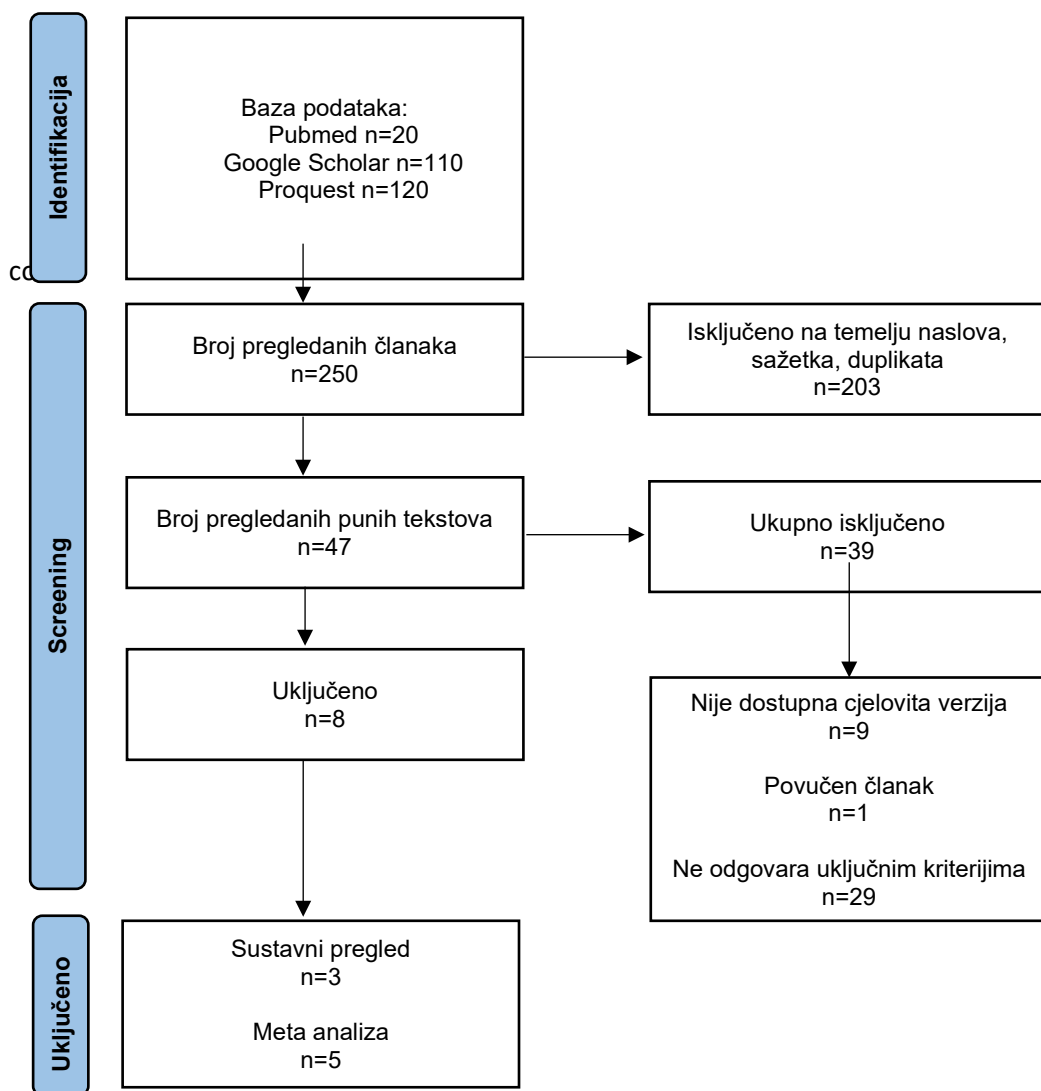 Identifikacija
Baza podataka:
Pubmed n=20
Google Scholar n=110
Proquest n=120
Screening
Broj pregledanih članaka
n=250
Isključeno na temelju naslova,
sažetka, duplikata
n=203
Broj pregledanih punih tekstova
n=47
Ukupno isključeno
n=39
Uključeno
n=8
Nije dostupna cjelovita verzija
n=9
Povučen članak
n=1
Ne odgovara uključnim kriterijima
n=29
Uključeno
Sustavni pregled
n=3
Meta analiza
n=5